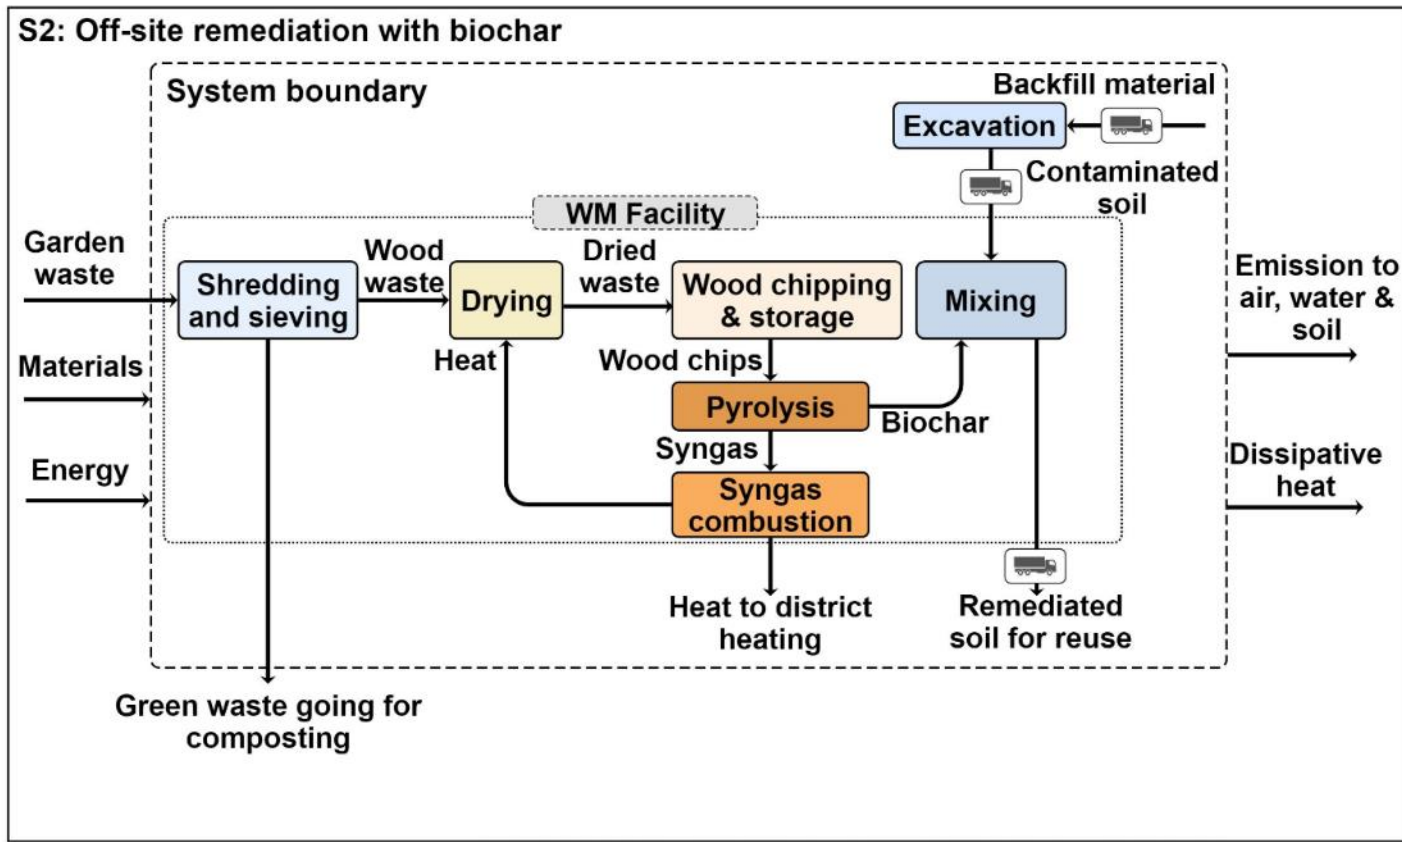 S2: Off-site remediation with biochar
System boundary
Backfill material
Excavation
Contaminated
soil
WM Facility
Garden
waste
Shredding
and sieving
Wood
waste
Drying
Dried
waste
Wood chipping
& storage
Mixing
Emission to
air, water &
soil
Materials
Heat
Wood chips
Pyrolysis
Biochar
Energy
Syngas
Syngas
combustion
Dissipative
heat
Heat to district
heating
Remediated
soil for reuse
Green waste going for
composting